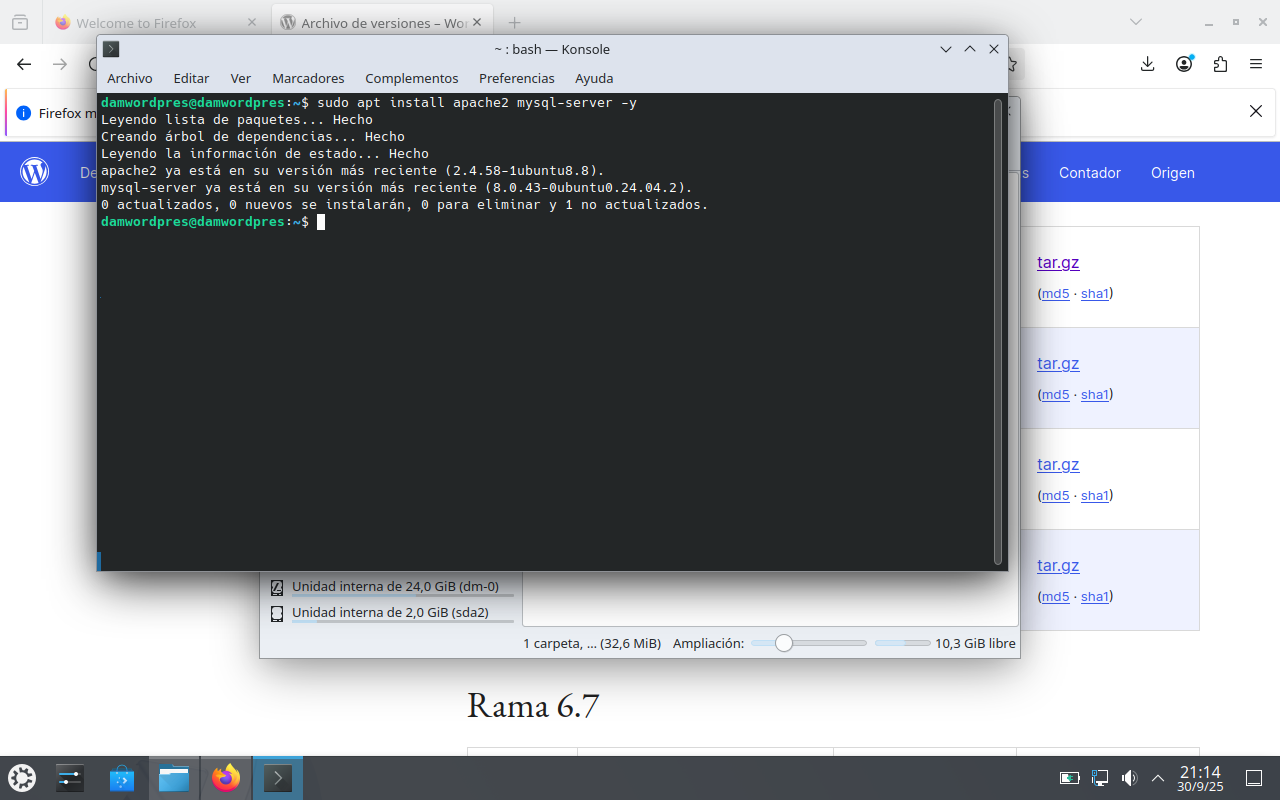 Welcome to Firefox
Archivo de versiones – Wor
~ : bash — Konsole
Archivo Editar Ver Marcadores Complementos Preferencias Ayuda
damwordpres@damwordpres:~$ sudo apt install apache2 mysql-server -y
Leyendo lista de paquetes... Hecho
Creando árbol de dependencias... Hecho
Leyendo la información de estado... Hecho
apache2 ya está en su versión más reciente (2.4.58-1ubuntu8.8).
mysql-server ya está en su versión más reciente (8.0.43-0ubuntu0.24.04.2).
0 actualizados, 0 nuevos se instalarán, 0 para eliminar y 1 no actualizados.
damwordpres@damwordpres:~$
Firefox m
De
s Contador Origen
tar.gz
(md5 · sha1)
tar.gz
(md5 · sha1)
tar.gz
(md5 · sha1)
tar.gz
(md5 · sha1)
Unidad interna de 24,0 GiB (dm-0)
Unidad interna de 2,0 GiB (sda2)
1 carpeta, ... (32,6 MiB) Ampliación: 10,3 GiB libre
Rama 6.7
21:14
30/9/25